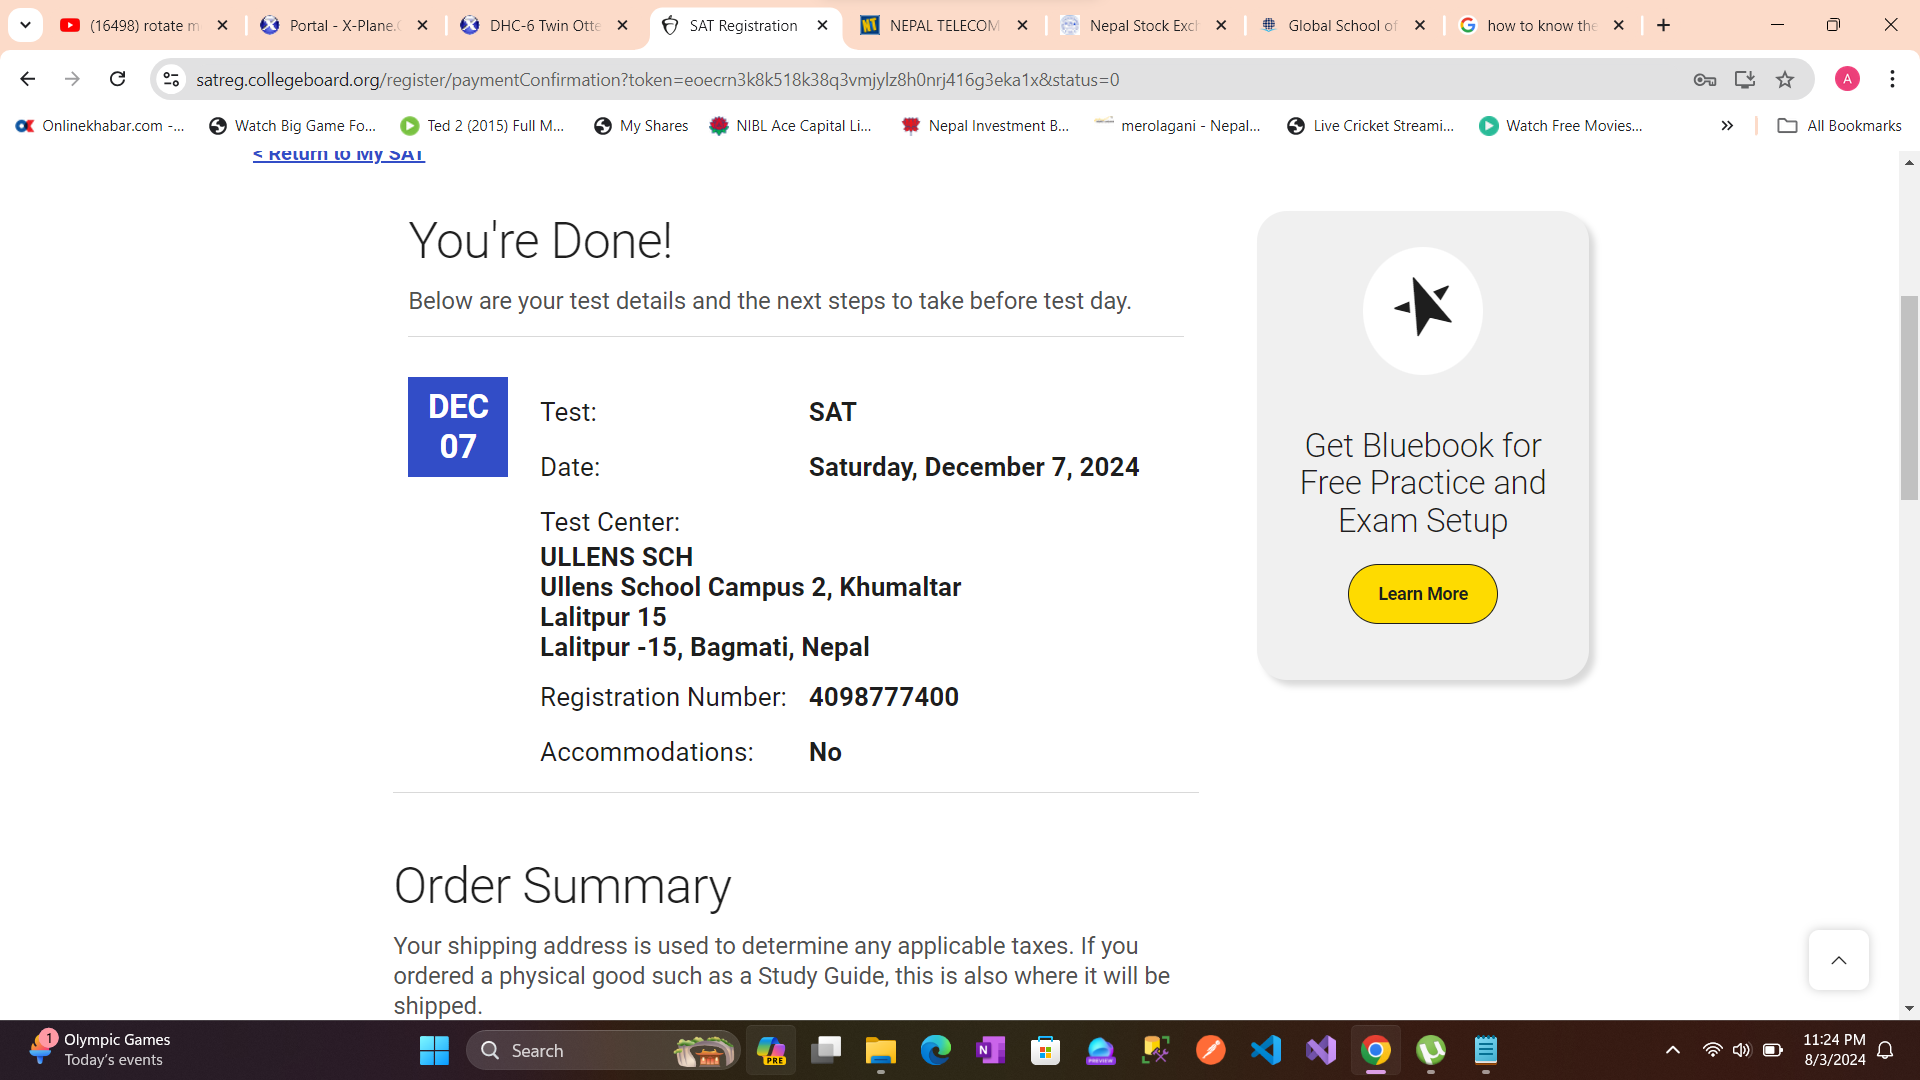 (16498) rotate m
Portal - X-Plane.
DHC-6 Twin Otte
SAT Registration
NEPAL TELECOM
Nepal Stock Exch
Global School of
how to know the
satreg.collegeboard.org/register/paymentConfirmation?token=eoecrn3k8k518k38q3vmjylz8h0nrj416g3eka1x&status=0
A
Onlinekhabar.com -...
Watch Big Game Fo...
Ted 2 (2015) Full M...
My Shares
NIBL Ace Capital Li...
Nepal Investment B...
merolagani - Nepal...
Live Cricket Streami...
Watch Free Movies...
All Bookmarks
< Return to My SAT
You're Done!
Below are your test details and the next steps to take before test day.
DEC
07
Test: SAT
Date: Saturday, December 7, 2024
Test Center:
ULLENS SCH
Ullens School Campus 2, Khumaltar
Lalitpur 15
Lalitpur -15, Bagmati, Nepal
Registration Number: 4098777400
Accommodations: No
Get Bluebook for
Free Practice and
Exam Setup
Learn More
Order Summary
Your shipping address is used to determine any applicable taxes. If you
ordered a physical good such as a Study Guide, this is also where it will be
shipped.
1
Olympic Games
Today's events
Search
PRE
PREVIEW
11:24 PM
8/3/2024